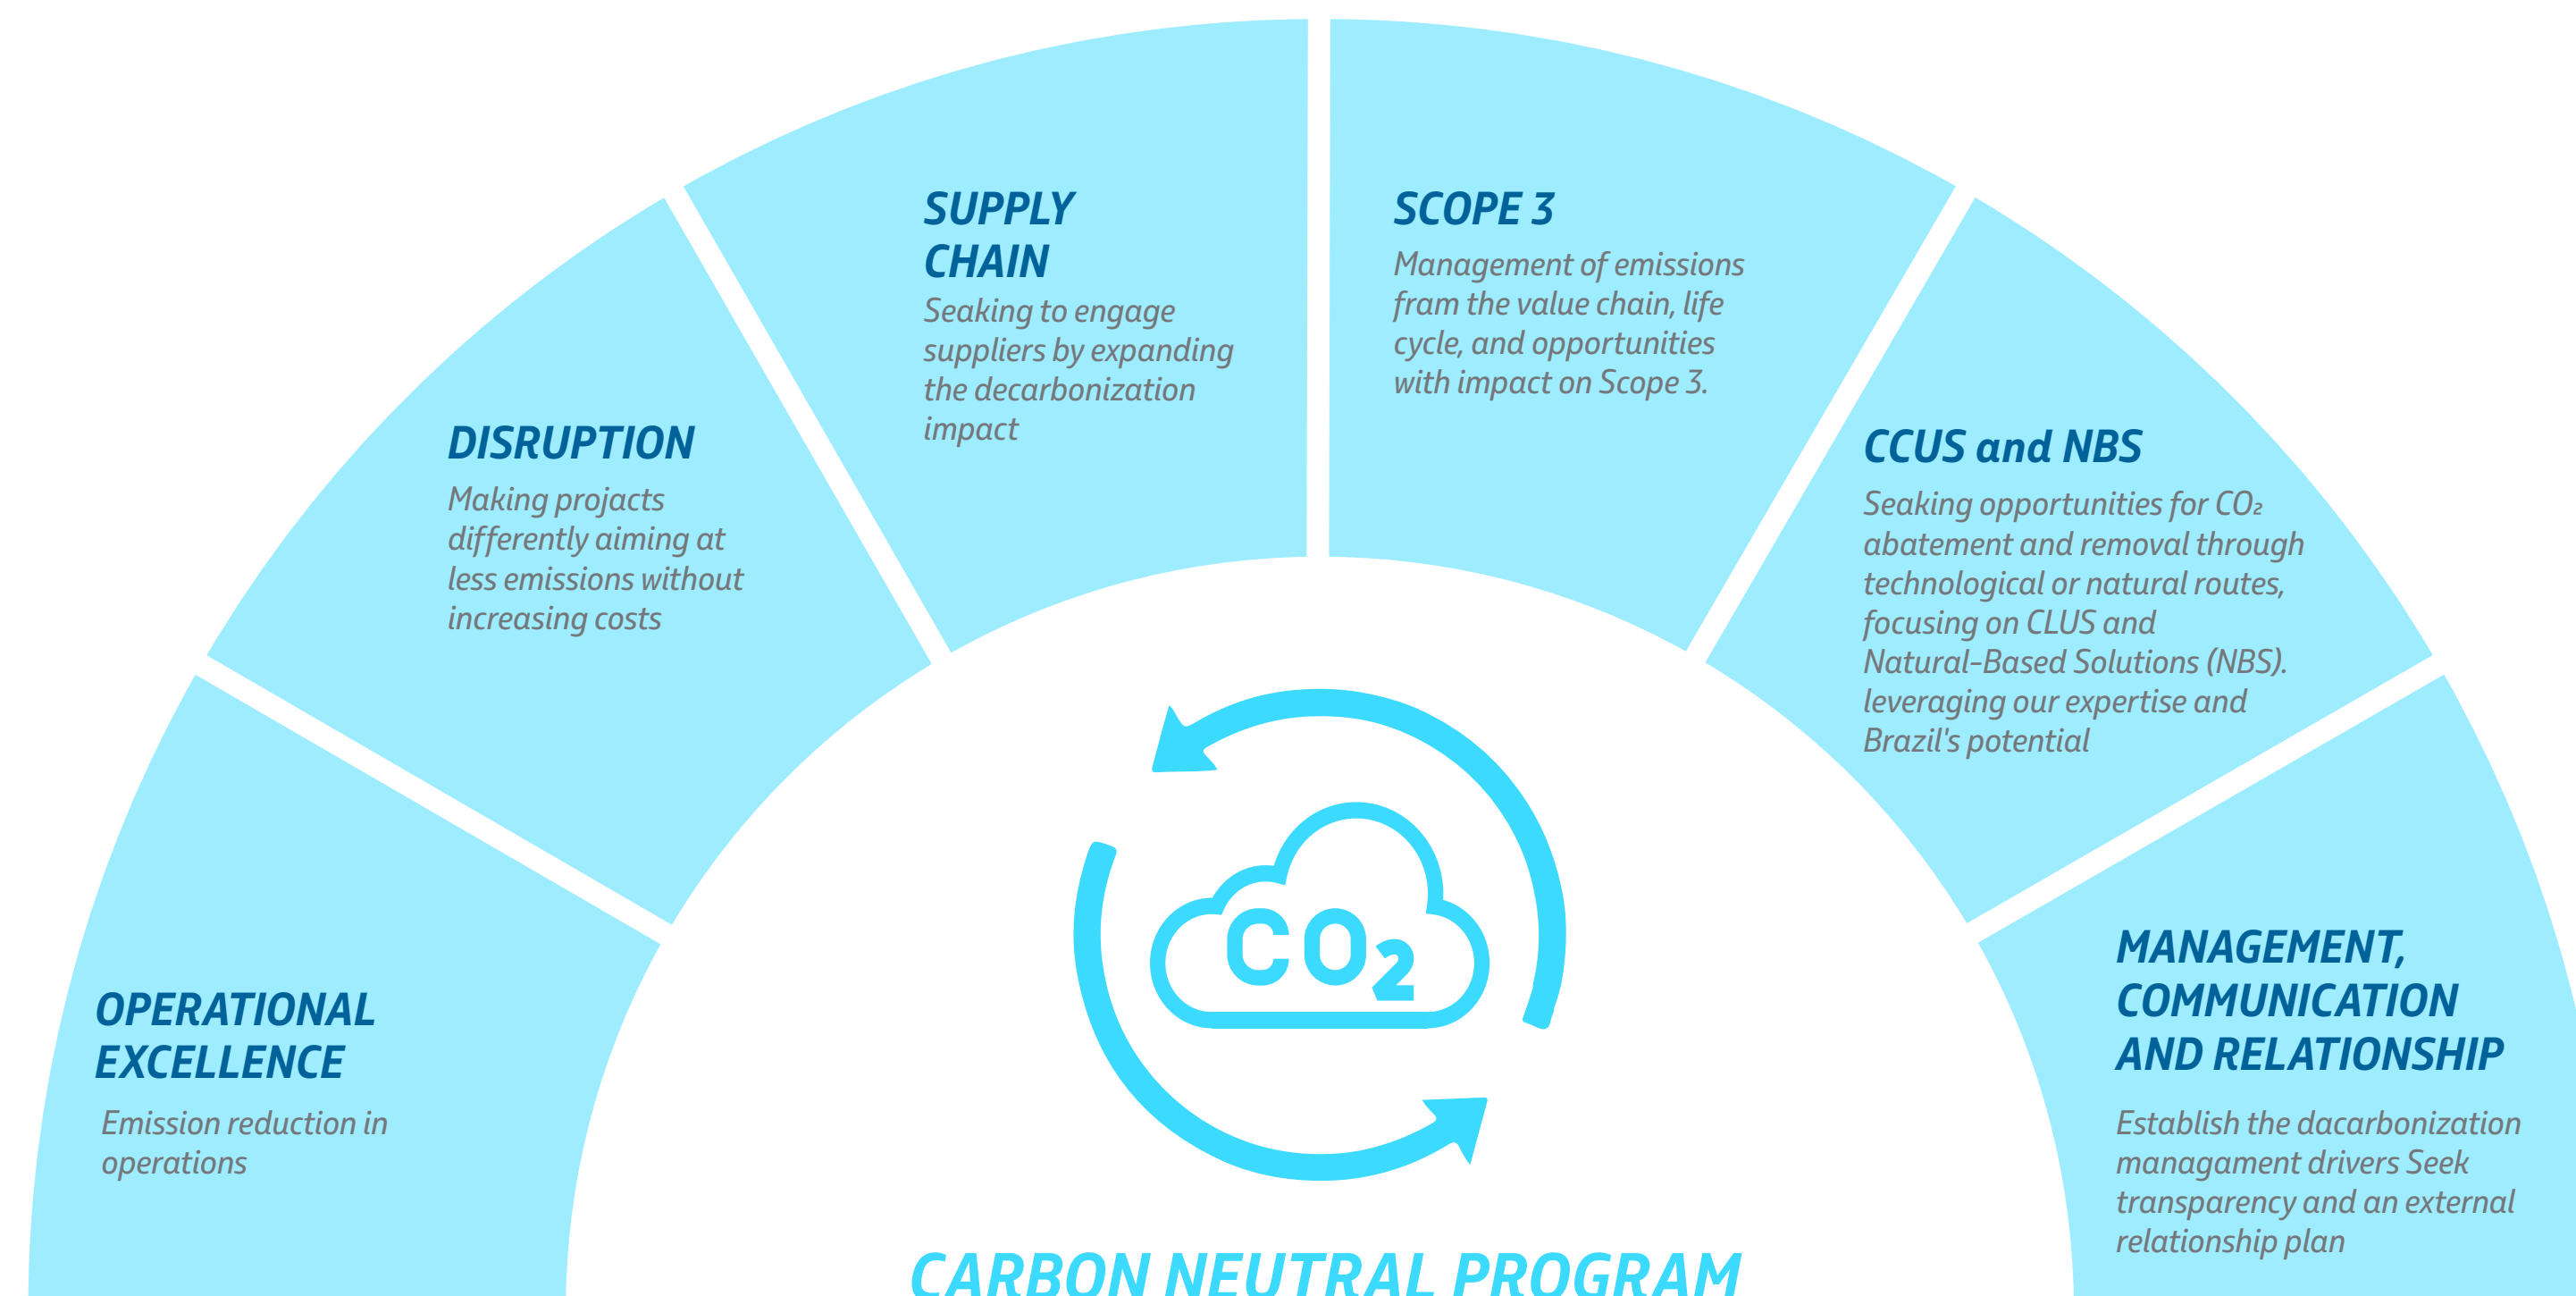 OPERATIONAL
EXCELLENCE
Emission reduction in
operations
DISRUPTION
Making projacts
differently aiming at
less emissions without
increasing costs
SUPPLY
CHAIN
Seaking to engage
suppliers by expanding
the decarbonization
impact
SCOPE 3
Management of emissions
fram the value chain, life
cycle, and opportunities
with impact on Scope 3.
CCUS and NBS
Seaking opportunities for CO₂
abatement and removal through
technological or natural routes,
focusing on CLUS and
Natural-Based Solutions (NBS).
leveraging our expertise and
Brazil's potential
MANAGEMENT,
COMMUNICATION
AND RELATIONSHIP
Establish the dacarbonization
managament drivers Seek
transparency and an external
relationship plan
CO₂
CARBON NEUTRAL PROGRAM